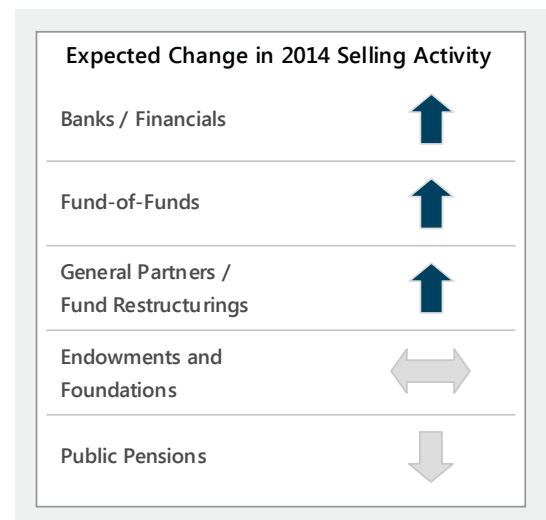 Expected Change in 2014 Selling Activity
Banks / Financials
Fund-of-Funds
General Partners /
Fund Restructurings
Endowments and
Foundations
Public Pensions